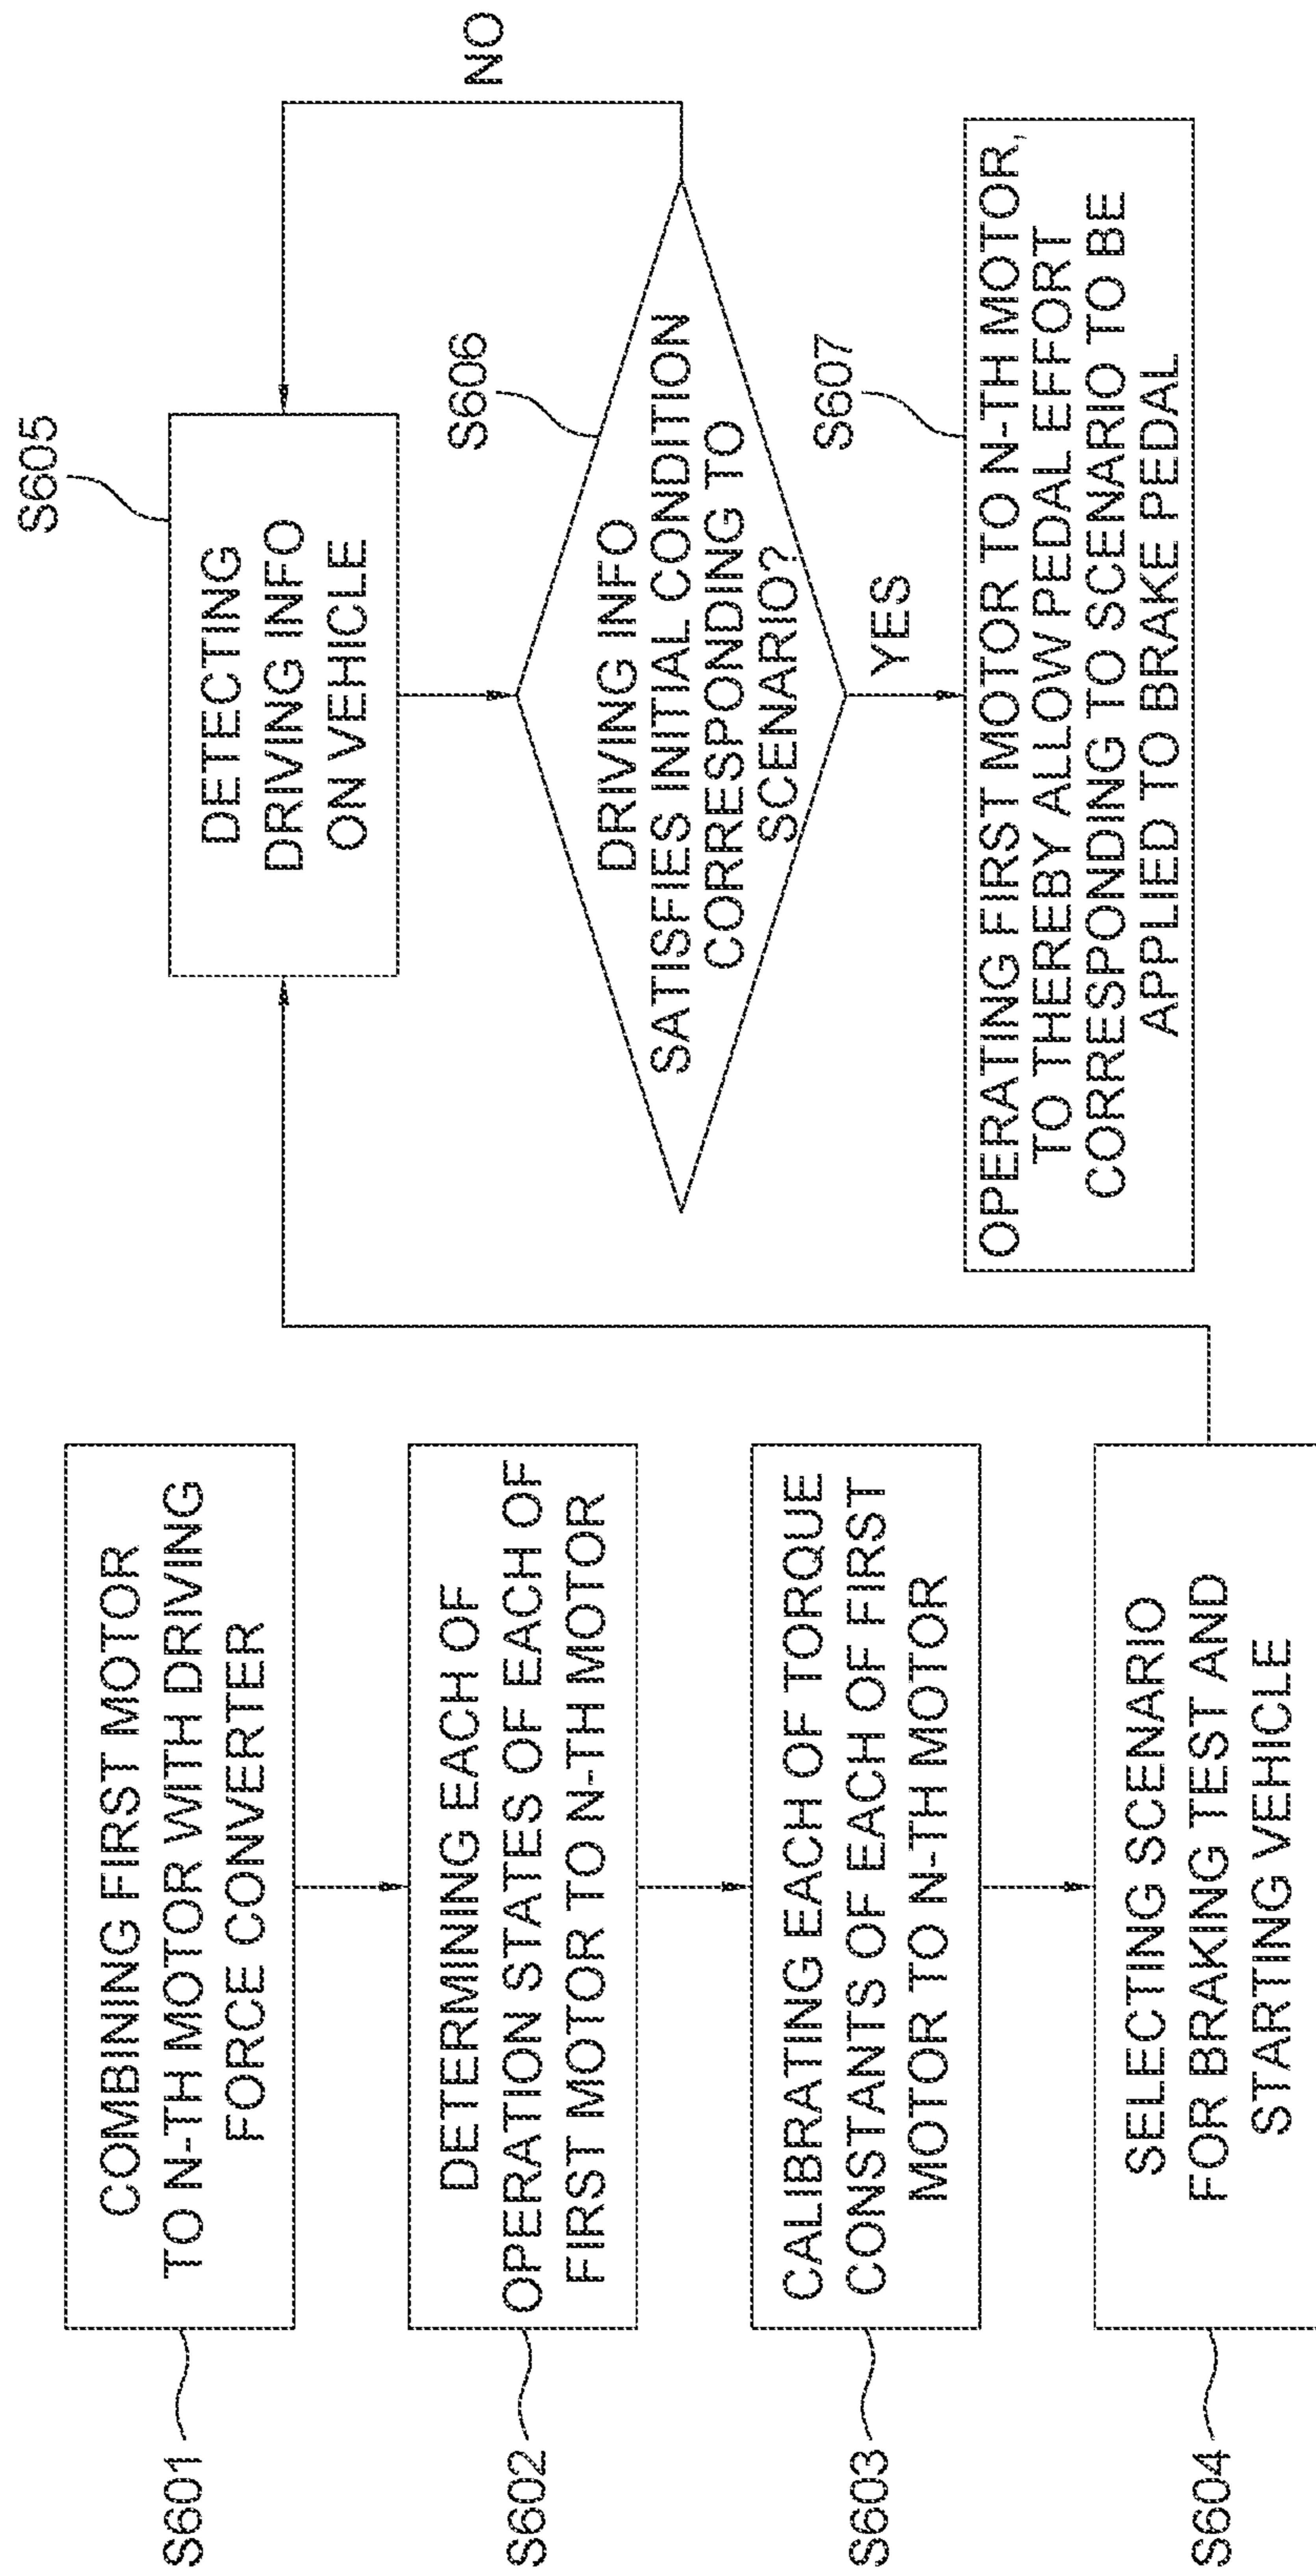 S601
COMBINING FIRST MOTOR
TO N-TH MOTOR WITH DRIVING
FORCE CONVERTER
S602
DETERMINING EACH OF
OPERATION STATES OF EACH OF
FIRST MOTOR TO N-TH MOTOR
S603
CALIBRATING EACH OF TORQUE
CONSTANTS OF EACH OF FIRST
MOTOR TO N-TH MOTOR
S604
SELECTING SCENARIO
FOR BRAKING TEST AND
STARTING VEHICLE
S605
DETECTING
DRIVING INFO
ON VEHICLE
S606
DRIVING INFO
SATISFIES INITIAL CONDITION
CORRESPONDING TO
SCENARIO?
NO
YES
S607
OPERATING FIRST MOTOR TO N-TH MOTOR,
TO THEREBY ALLOW PEDAL EFFORT
CORRESPONDING TO SCENARIO TO BE
APPLIED TO BRAKE PEDAL